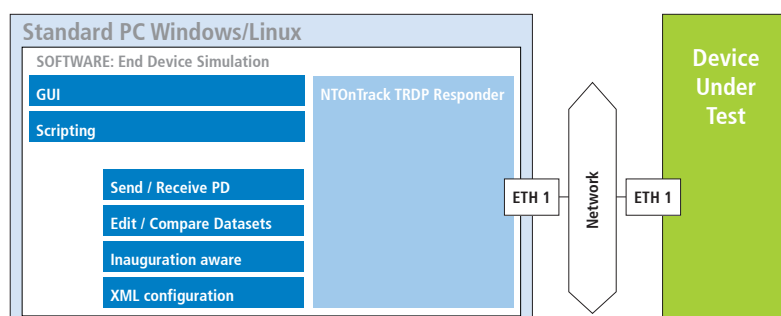 Standard PC Windows/Linux
SOFTWARE: End Device Simulation
GUI
Scripting
Send / Receive PD
Edit / Compare Datasets
Inauguration aware
XML configuration
NTOnTrack TRDP Responder
ETH 1
Network
ETH 1
Device
Under
Test